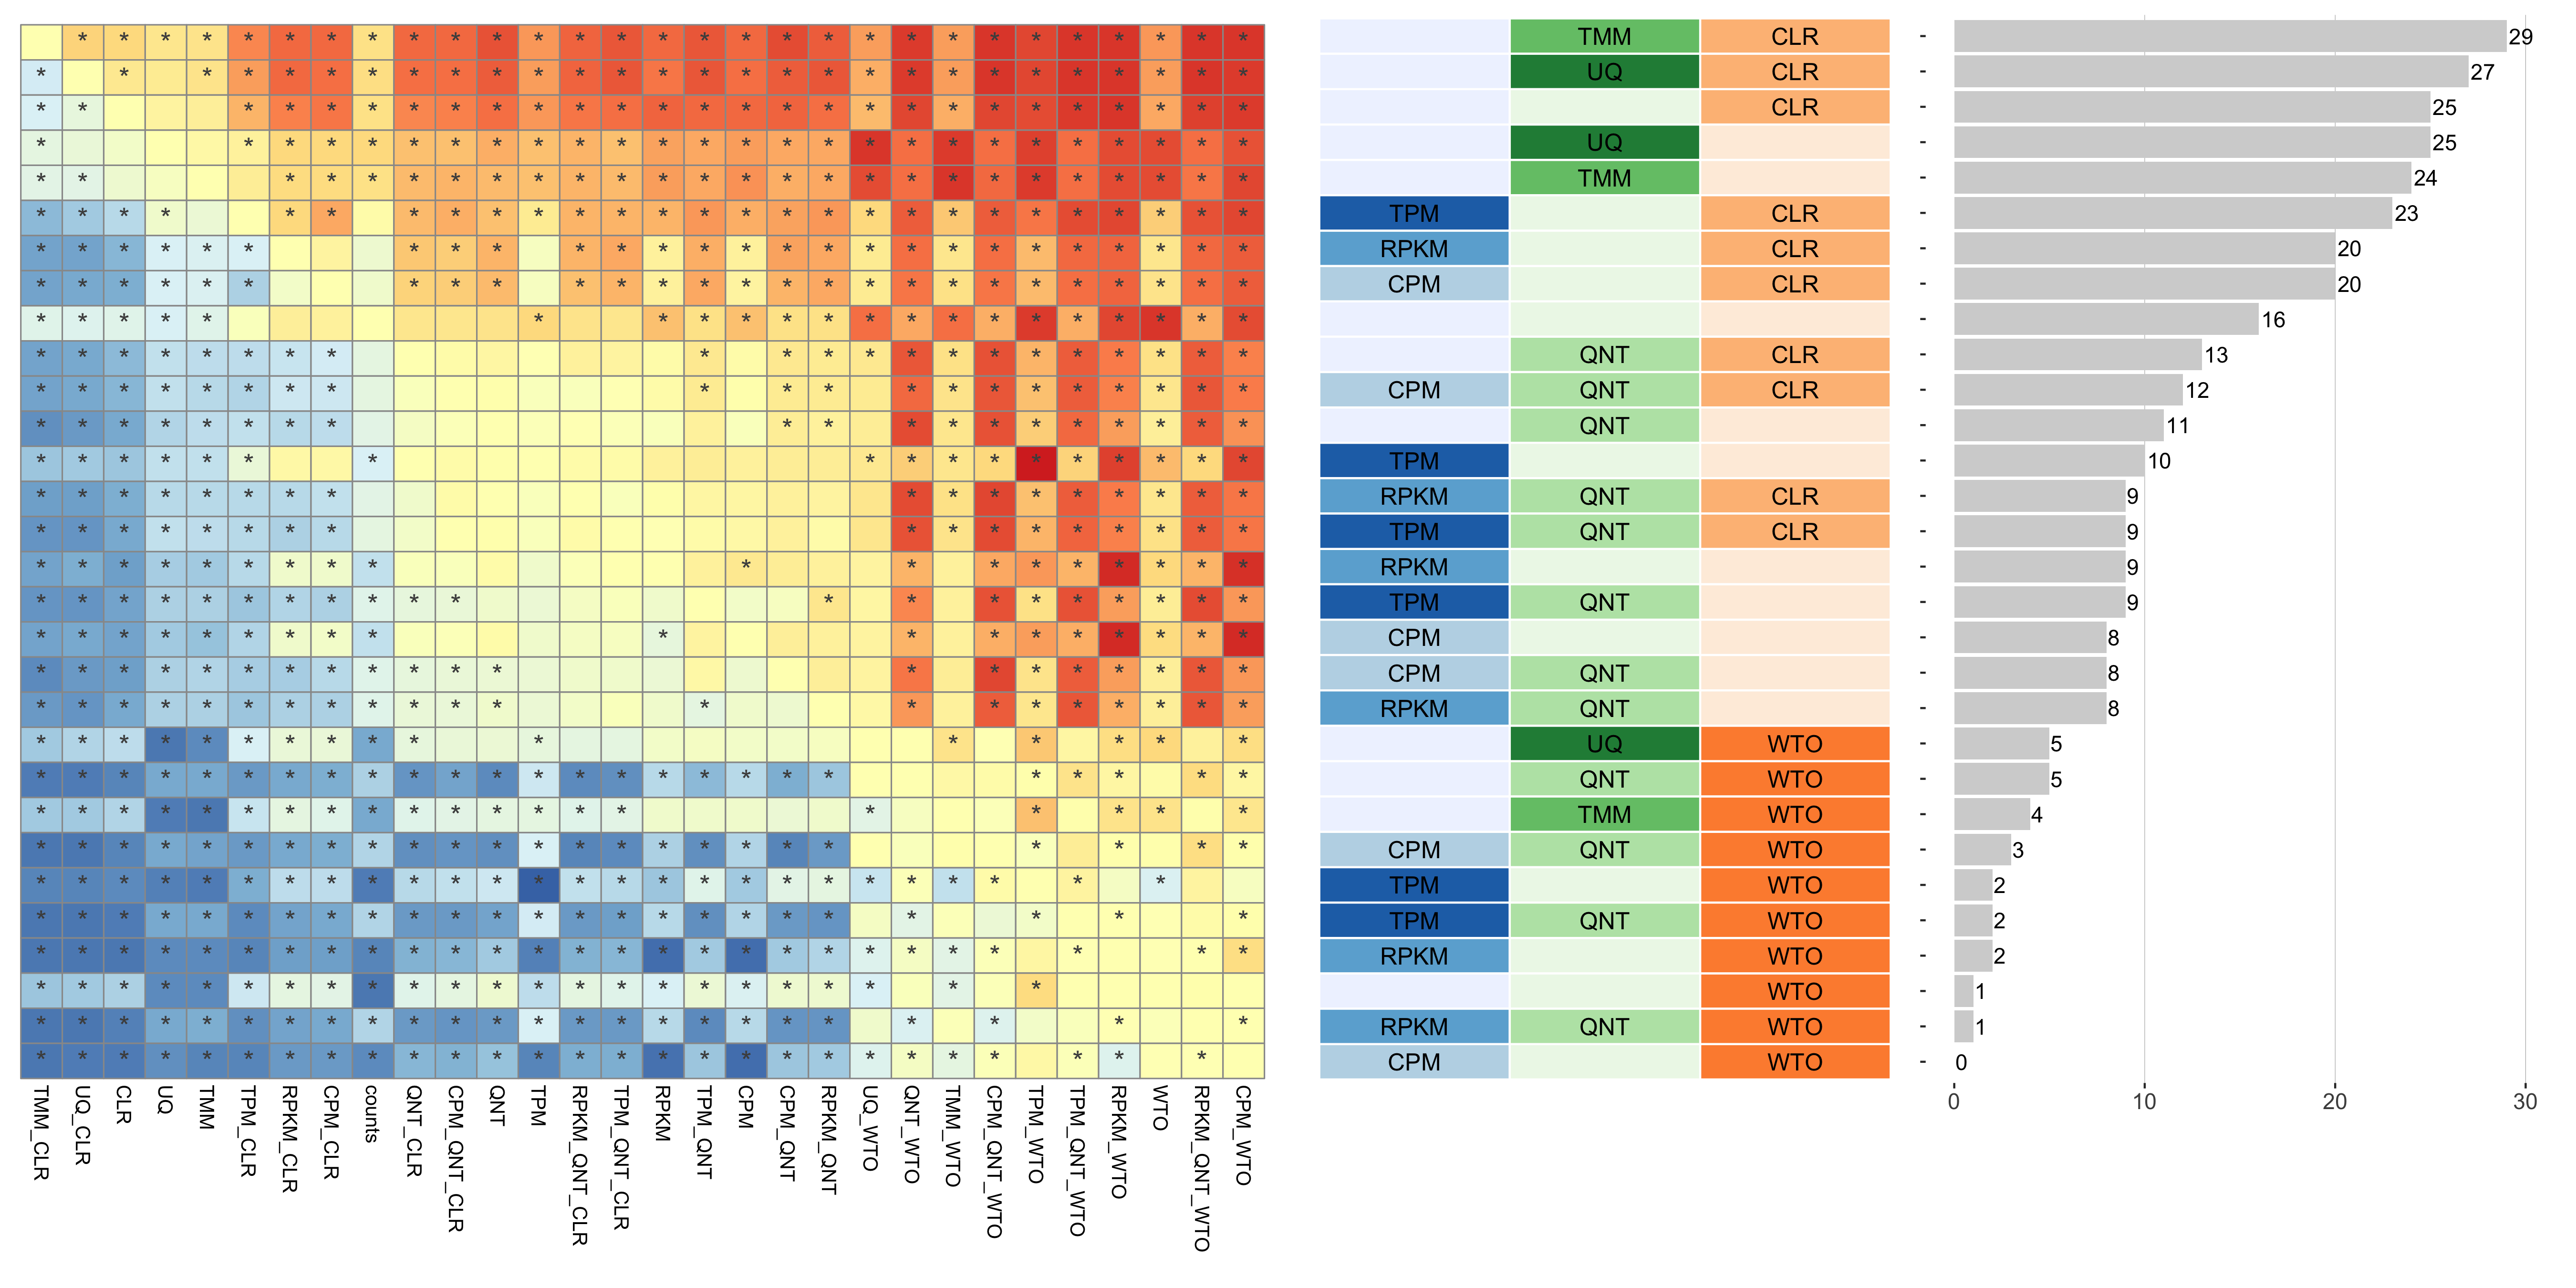 TMM CLR - 29
UQ CLR - 27
CLR - 25
UQ - 25
TMM - 24
TPM CLR - 23
RPKM CLR - 20
CPM CLR - 20
- 16
QNT CLR - 13
CPM QNT CLR - 12
QNT - 11
TPM - 10
RPKM QNT CLR - 9
TPM QNT CLR - 9
RPKM - 9
TPM QNT - 9
CPM - 8
CPM QNT - 8
RPKM QNT - 8
UQ WTO - 5
QNT WTO - 5
TMM WTO - 4
CPM QNT WTO - 3
TPM WTO - 2
TPM QNT WTO - 2
RPKM WTO - 2
WTO - 1
RPKM QNT WTO - 1
CPM WTO - 0
TMM_CLR
UQ_CLR
CLR
UQ
TMM
TPM_CLR
RPKM_CLR
CPM_CLR
counts
QNT_CLR
CPM_QNT_CLR
QNT
TPM
RPKM_QNT_CLR
TPM_QNT_CLR
RPKM
TPM_QNT
CPM
CPM_QNT
RPKM_QNT
UQ_WTO
QNT_WTO
TMM_WTO
CPM_QNT_WTO
TPM_WTO
TPM_QNT_WTO
RPKM_WTO
WTO
RPKM_QNT_WTO
CPM_WTO
0 10 20 30